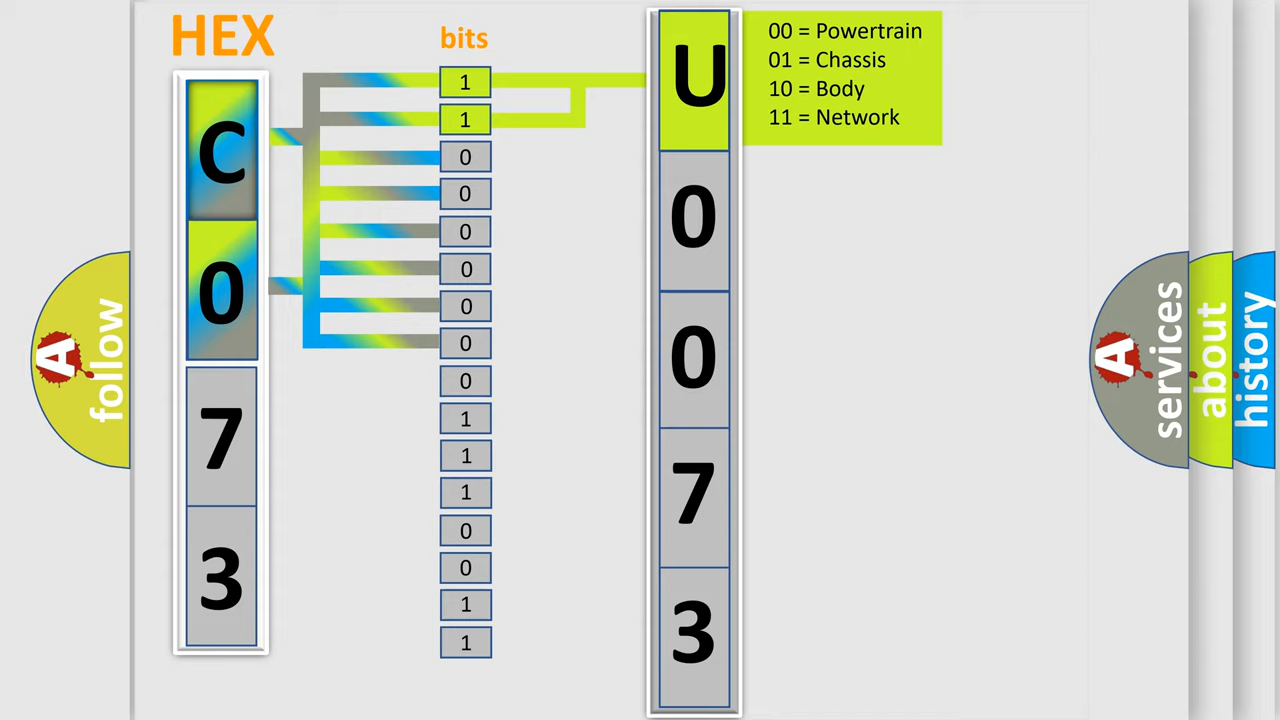 HEX
bits
C
0
7
3
1
1
0
0
0
0
0
0
0
1
1
1
0
0
1
1
U
0
0
7
3
00 = Powertrain
01 = Chassis
10 = Body
11 = Network
A
follow
A
services
about
history